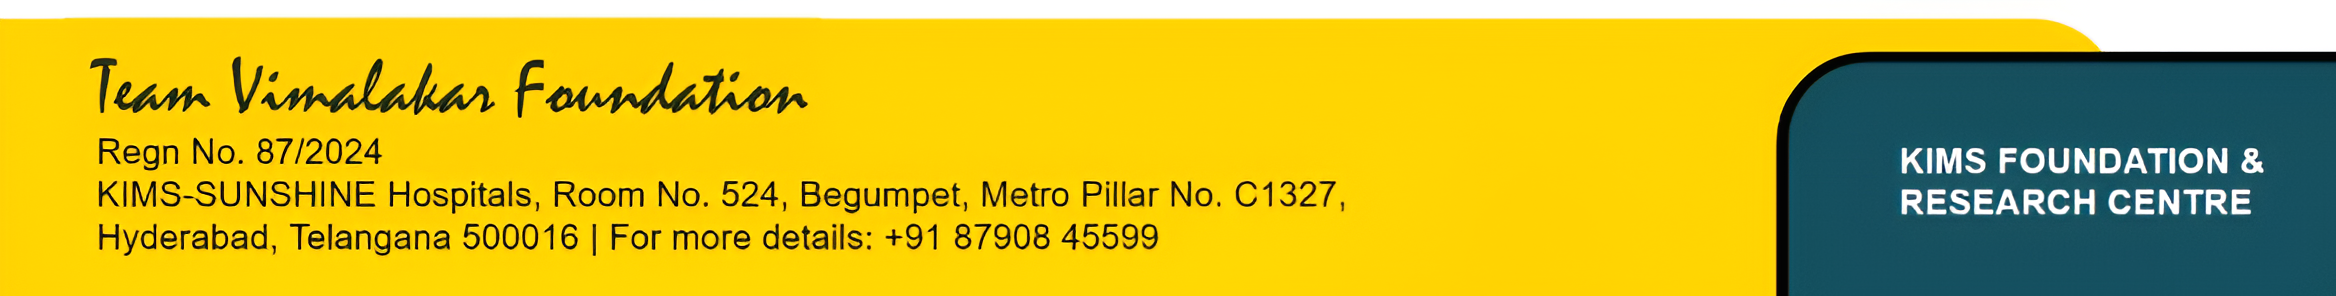 Team Vimalakar Foundation
Regn No. 87/2024
KIMS-SUNSHINE Hospitals, Room No. 524, Begumpet, Metro Pillar No. C1327,
Hyderabad, Telangana 500016 | For more details: +91 87908 45599
KIMS FOUNDATION &
RESEARCH CENTRE